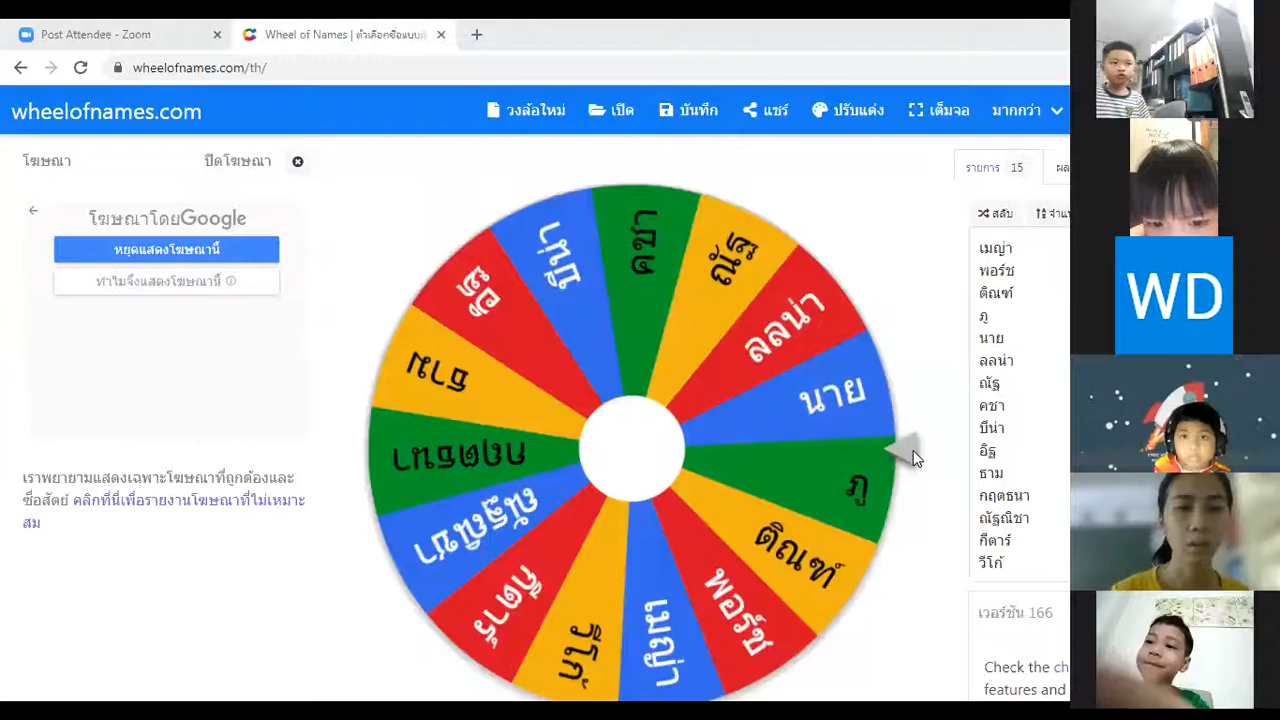 Post Attendee - Zoom
Wheel of Names | ตัวเลือกชื่อแบบ
wheelofnames.com/th/
wheelofnames.com
วงล้อใหม่
เปิด
บันทึก
แชร์
ปรับแต่ง
เต็มจอ
มากกว่า
โฆษณา
ปิดโฆษณา
โฆษณาโดยGoogle
หยุดแสดงโฆษณานี้
ทำไมจึงแสดงโฆษณานี้
เราพยายามแสดงเฉพาะโฆษณาที่ถูกต้องและ
ซื่อสัตย์ คลิกที่นี่เพื่อรายงานโฆษณาที่ไม่เหมาะ
สม
คชา
ณัฐ
ลลน่า
นาย
ภู
ติณฑ์
พอร์ช
เมญ่า
วีโก้
กีตาร์
ณัฐณิชา
กฤตธนา
ธาม
อิฐ
บีน่า
รายการ 15
สลับ
เมญ่า
พอร์ช
ติณฑ์
ภู
นาย
ลลน่า
ณัฐ
คชา
บีน่า
อิฐ
ธาม
กฤตธนา
ณัฐณิชา
กีตาร์
วีโก้
เวอร์ชัน 166
Check the ch
features and
WD